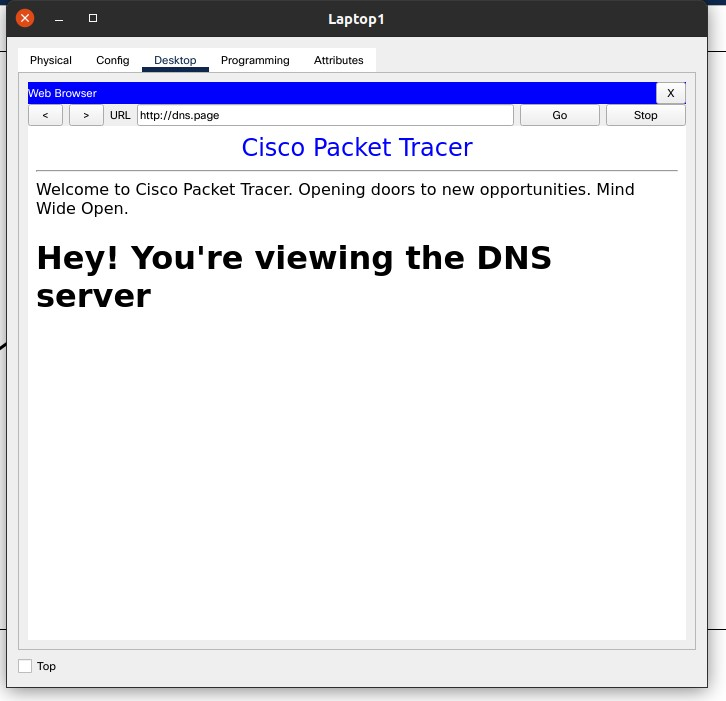 Laptop1
Physical Config Desktop Programming Attributes
Web Browser X
< > URL http://dns.page Go Stop
Cisco Packet Tracer
Welcome to Cisco Packet Tracer. Opening doors to new opportunities. Mind
Wide Open.
Hey! You're viewing the DNS
server
Top